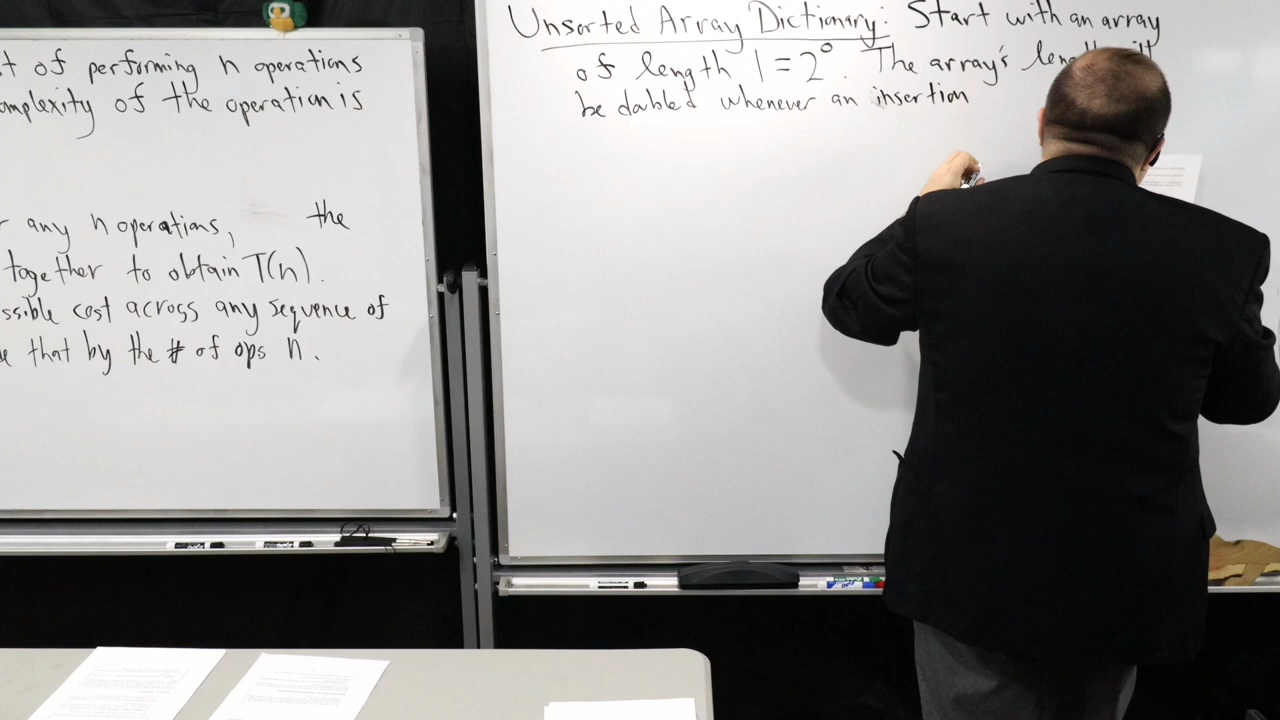 t of performing n operations
omplexity of the operation is
any n operations, the
together to obtain T(n).
ssible cost across any sequence of
that by the # of ops n.
Unsorted Array Dictionary: Start with an array
of length 1 = 2⁰. The array's
be doubled whenever an insertion